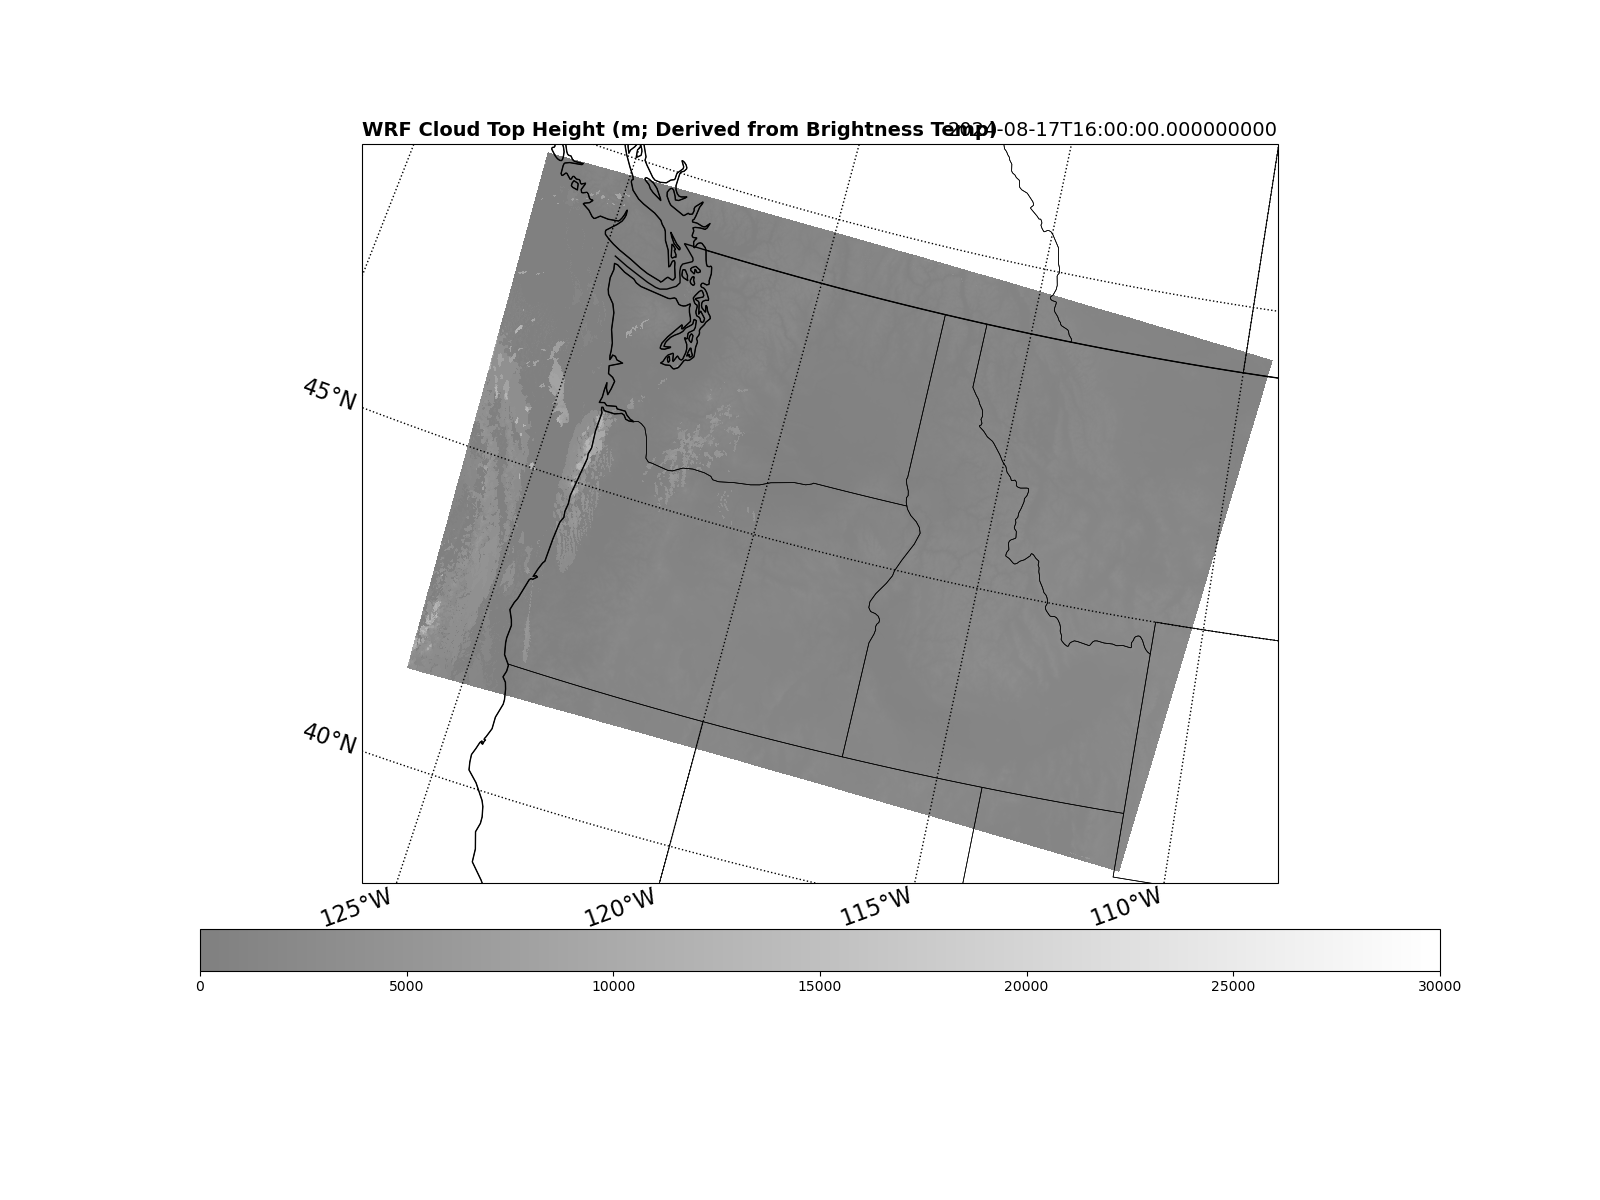 WRF Cloud Top Height (m; Derived from Brightness Temp) 2024-08-17T16:00:00.000000000
45°N
40°N
125°W 120°W 115°W 110°W
0 5000 10000 15000 20000 25000 30000